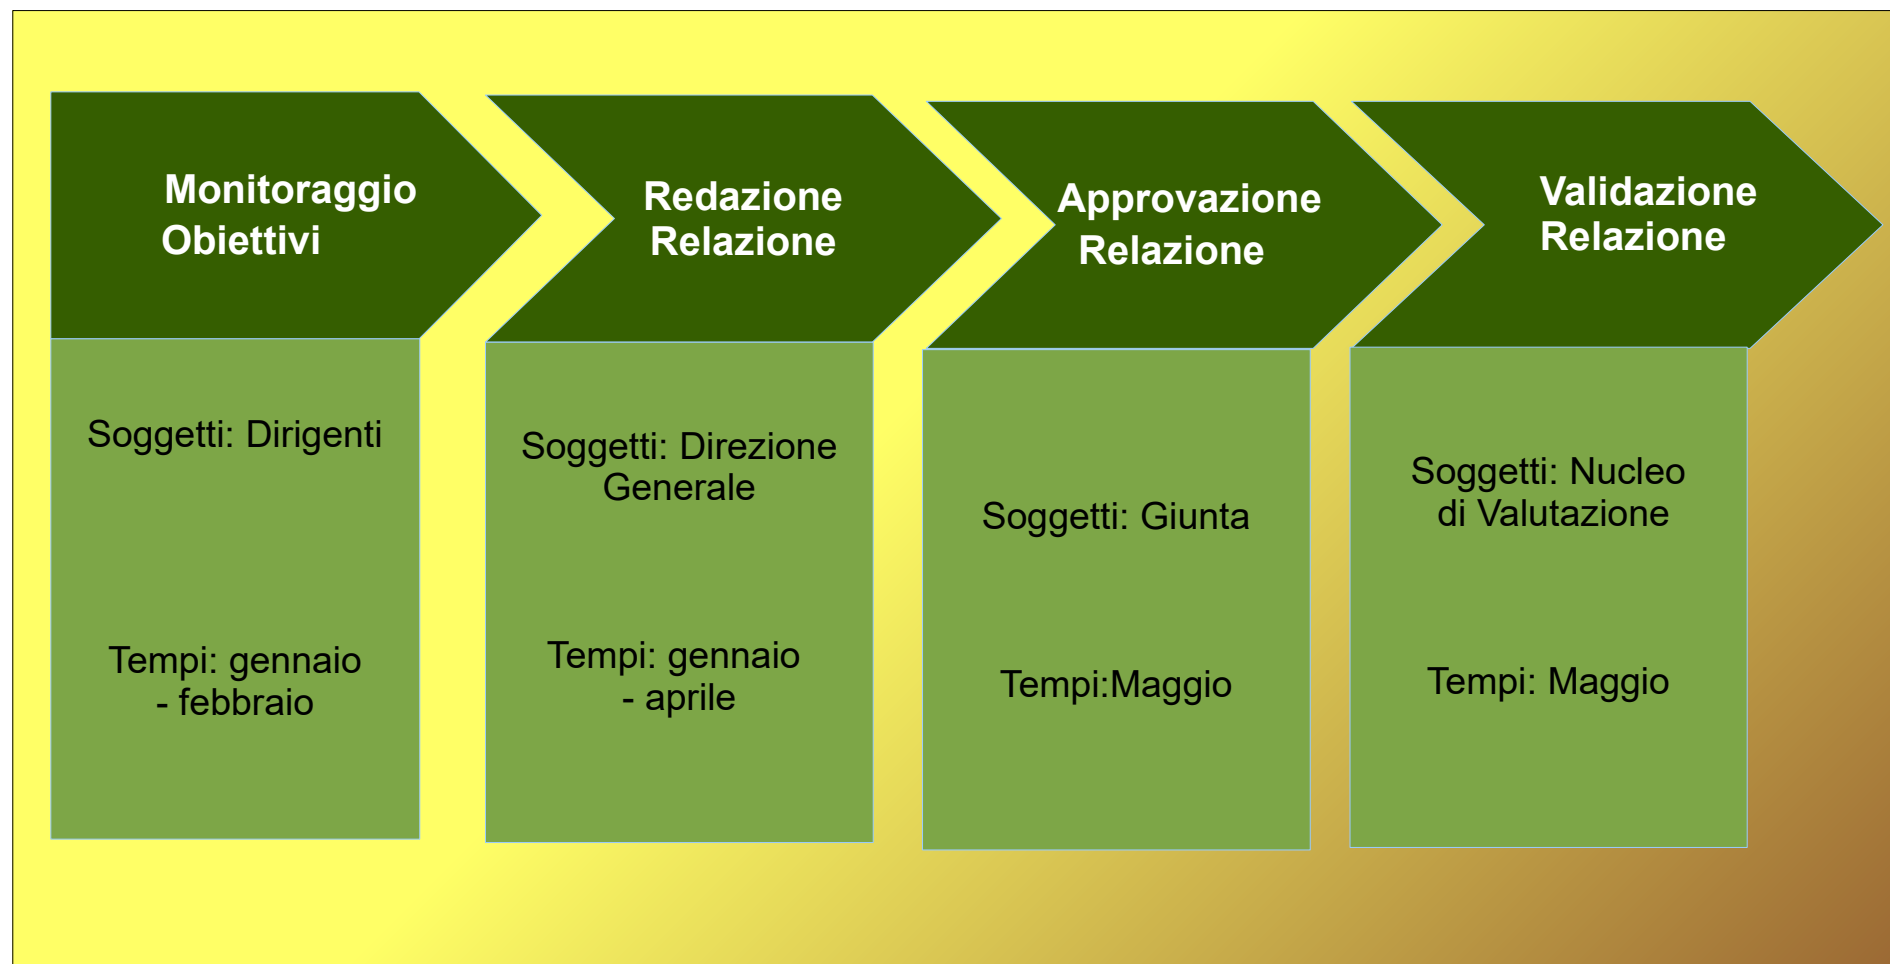 Monitoraggio
Obiettivi
Soggetti: Dirigenti
Tempi: gennaio
- febbraio
Redazione
Relazione
Soggetti: Direzione
Generale
Tempi: gennaio
- aprile
Approvazione
Relazione
Soggetti: Giunta
Tempi:Maggio
Validazione
Relazione
Soggetti: Nucleo
di Valutazione
Tempi: Maggio